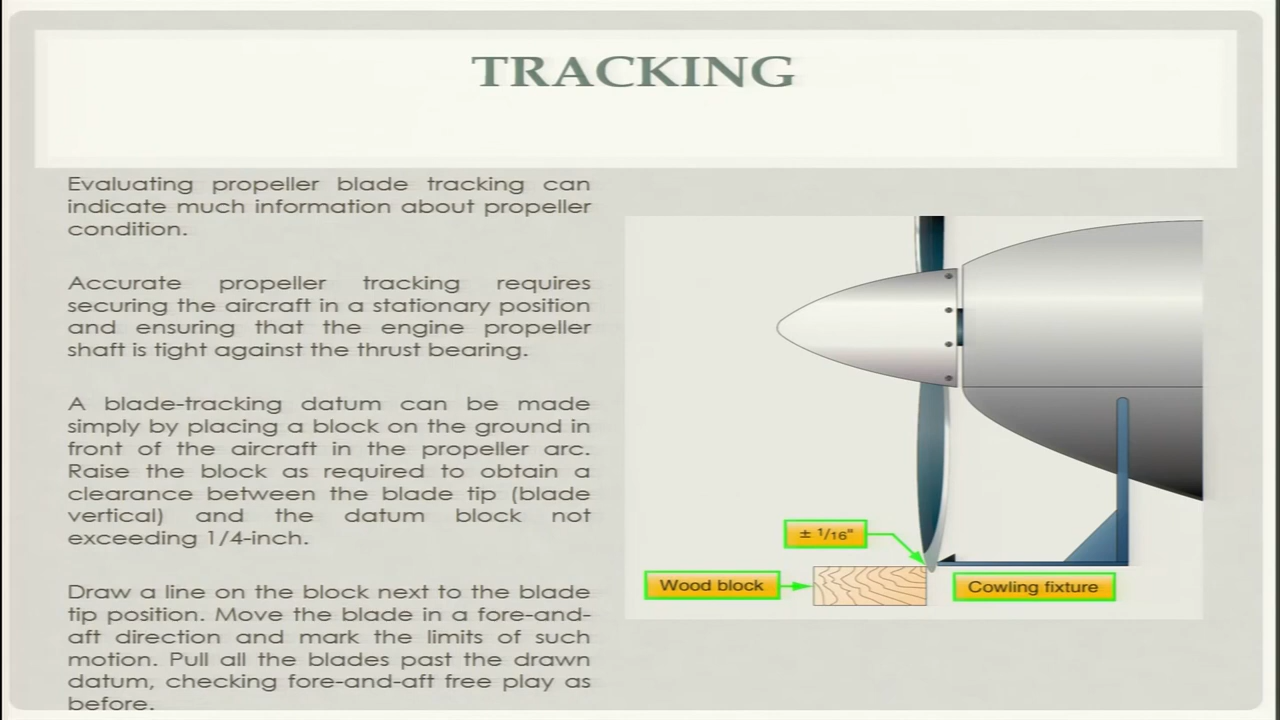 TRACKING
Evaluating propeller blade tracking can
indicate much information about propeller
condition.
Accurate propeller tracking requires
securing the aircraft in a stationary position
and ensuring that the engine propeller
shaft is tight against the thrust bearing.
A blade-tracking datum can be made
simply by placing a block on the ground in
front of the aircraft in the propeller arc.
Raise the block as required to obtain a
clearance between the blade tip (blade
vertical) and the datum block not
exceeding 1/4-inch.
Draw a line on the block next to the blade
tip position. Move the blade in a fore-and-
aft direction and mark the limits of such
motion. Pull all the blades past the drawn
datum, checking fore-and-aft free play as
before.
± 1/16"
Wood block
Cowling fixture